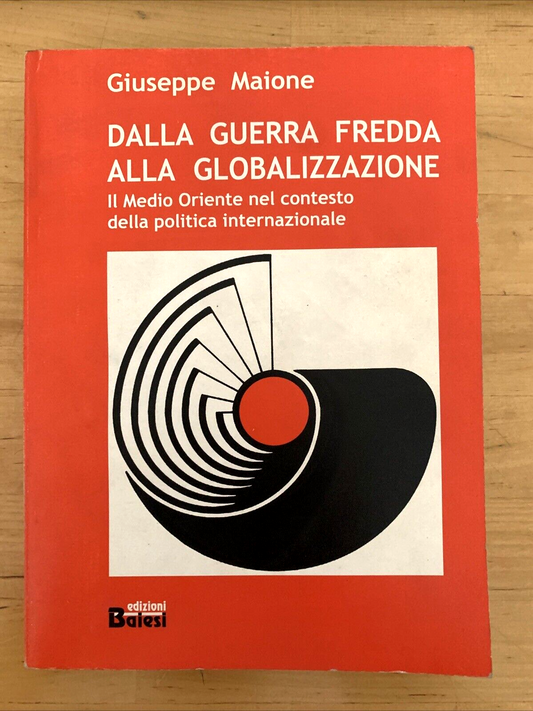 Giuseppe Maione
DALLA GUERRA FREDDA
ALLA GLOBALIZZAZIONE
Il Medio Oriente nel contesto
della politica internazionale
edizioni
Baiesi